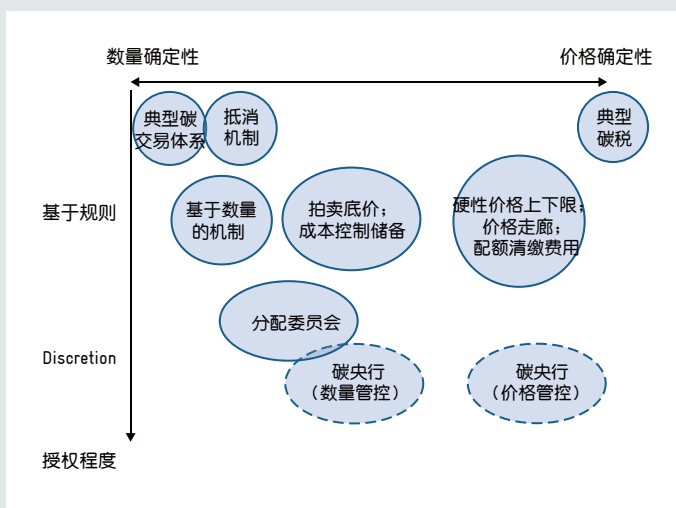 数量确定性
价格确定性
典型碳
交易体系
抵消
机制
典型
碳税
基于规则
基于数量
的机制
拍卖底价;
成本控制储备
硬性价格上下限;
价格走廊;
配额清缴费用
分配委员会
Discretion
碳央行
(数量管控)
碳央行
(价格管控)
授权程度